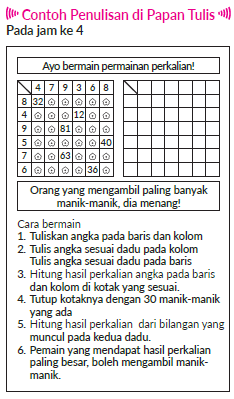 Contoh Penulisan di Papan Tulis
Pada jam ke 4
Ayo bermain permainan perkalian!
4 7 9 3 6 8
8 32
4 12
9 81
5 40
7 63
6 36
Orang yang mengambil paling banyak
manik-manik, dia menang!
Cara bermain
1. Tuliskan angka pada baris dan kolom
2. Tulis angka sesuai dadu pada kolom
Tulis angka sesuai dadu pada baris
3. Hitung hasil perkalian angka pada baris
dan kolom di kotak yang sesuai.
4. Tutup kotaknya dengan 30 manik-manik
yang ada
5. Hitung hasil perkalian dari bilangan yang
muncul pada kedua dadu.
6. Pemain yang mendapat hasil perkalian
paling besar, boleh mengambil manik-
manik.